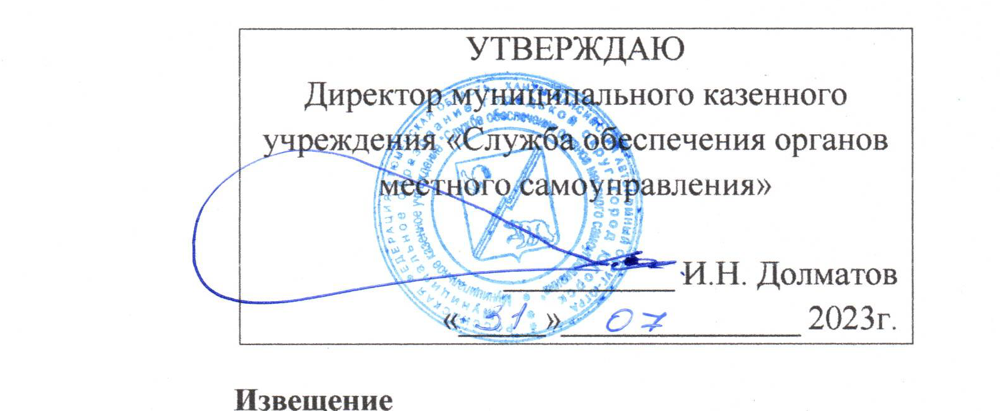 УТВЕРЖДАЮ
Директор муниципального казенного
учреждения «Служба обеспечения органов
местного самоуправления»
И.Н. Долматов
« 31 » 07 2023г.
Извещение